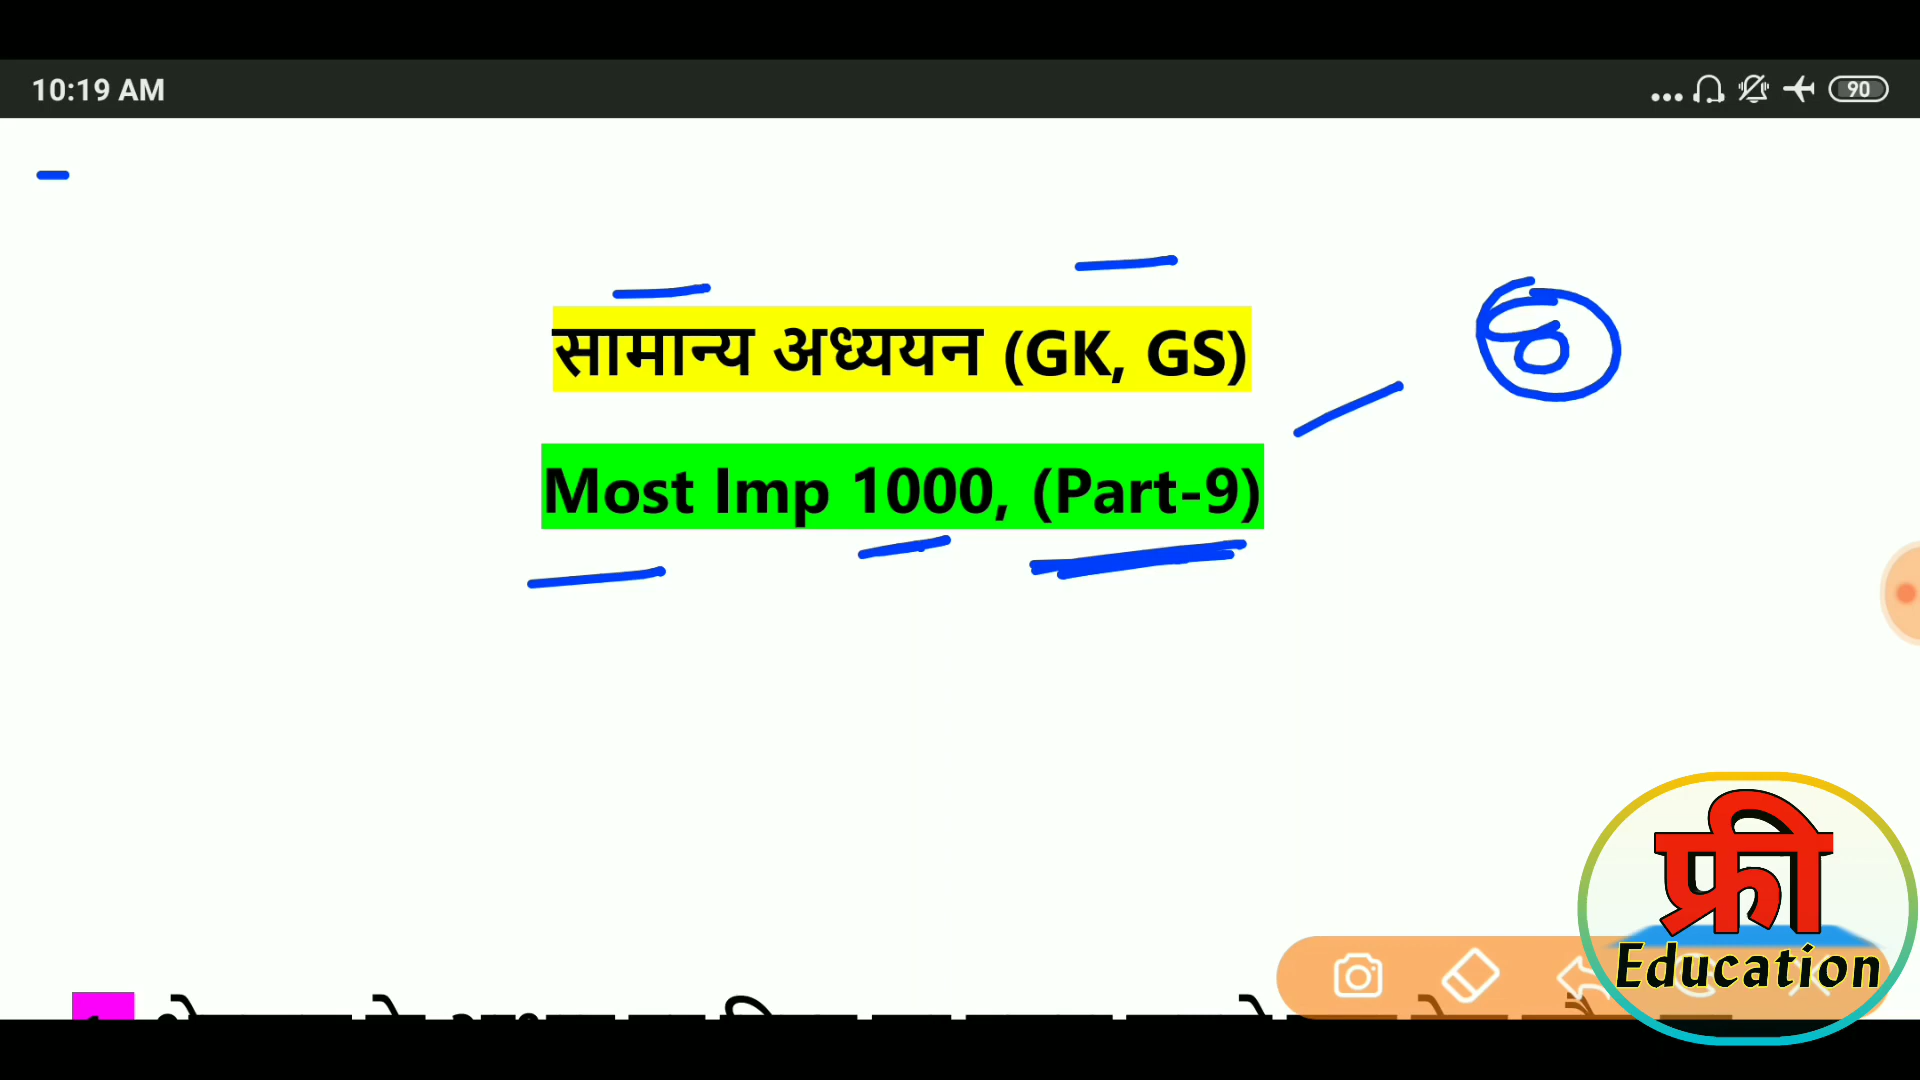 10:19 AM
90
सामान्य अध्ययन (GK, GS)
Most Imp 1000, (Part-9)
फ्री
Education